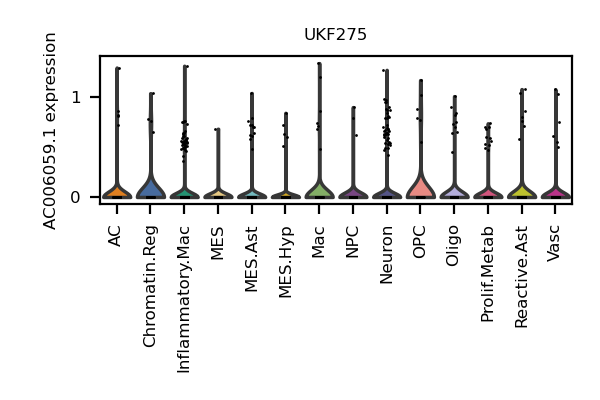 UKF275
AC006059.1 expression
1
0
AC
Chromatin.Reg
Inflammatory.Mac
MES
MES.Ast
MES.Hyp
Mac
NPC
Neuron
OPC
Oligo
Prolif.Metab
Reactive.Ast
Vasc